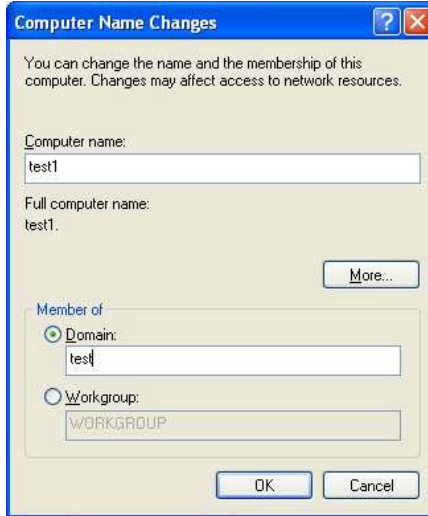 Computer Name Changes
You can change the name and the membership of this
computer. Changes may affect access to network resources.
Computer name:
test1
Full computer name:
test1.
More...
Member of
Domain:
test
Workgroup:
WORKGROUP
OK
Cancel